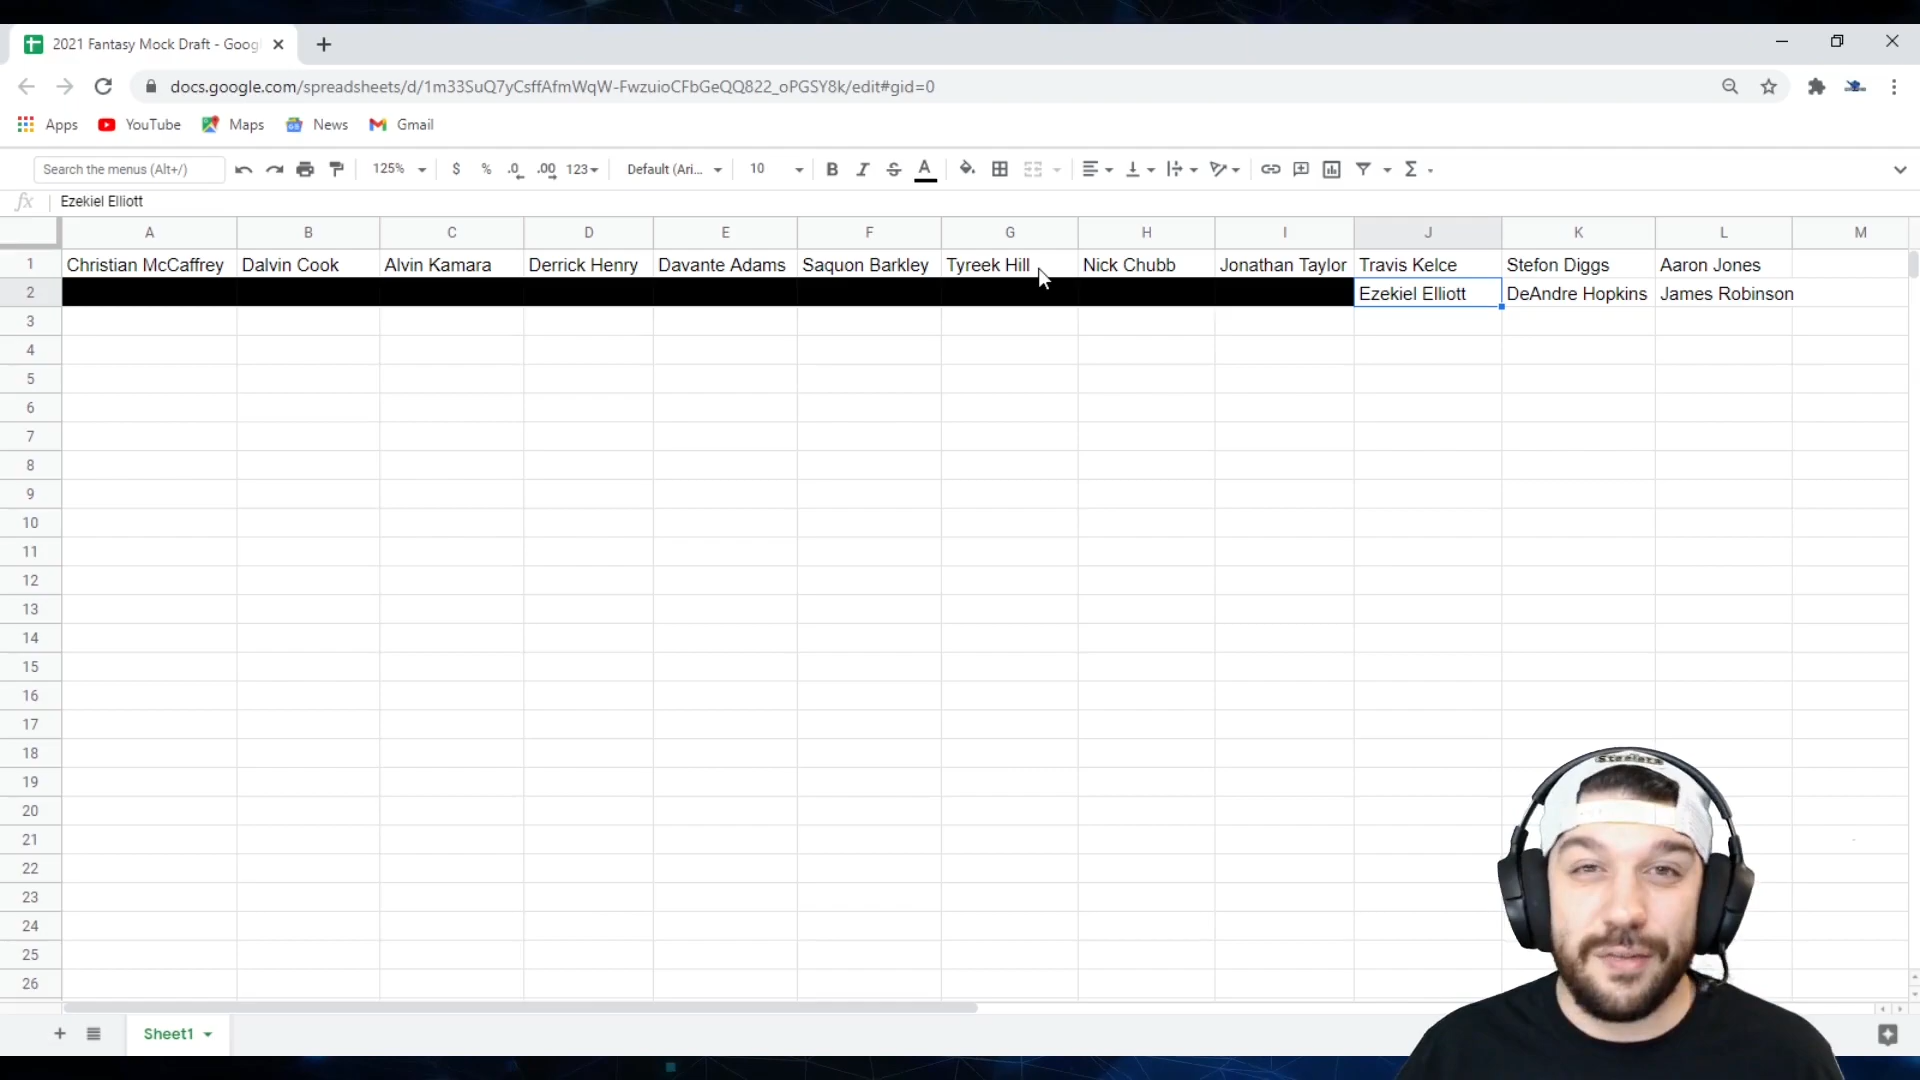 2021 Fantasy Mock Draft - Goog
docs.google.com/spreadsheets/d/1m33SuQ7yCsffAfmWqW-FwzuioCFbGeQQ822_oPGSY8k/edit#gid=0
Apps YouTube Maps News Gmail
Search the menus (Alt+/) 125% $ % .0 .00 123 Default (Ari... 10 B I S A
fx Ezekiel Elliott
A B C D E F G H I J K L M
1 Christian McCaffrey Dalvin Cook Alvin Kamara Derrick Henry Davante Adams Saquon Barkley Tyreek Hill Nick Chubb Jonathan Taylor Travis Kelce Stefon Diggs Aaron Jones
2 Ezekiel Elliott DeAndre Hopkins James Robinson
3
4
5
6
7
8
9
10
11
12
13
14
15
16
17
18
19
20
21
22
23
24
25
26
Steelers
Sheet1